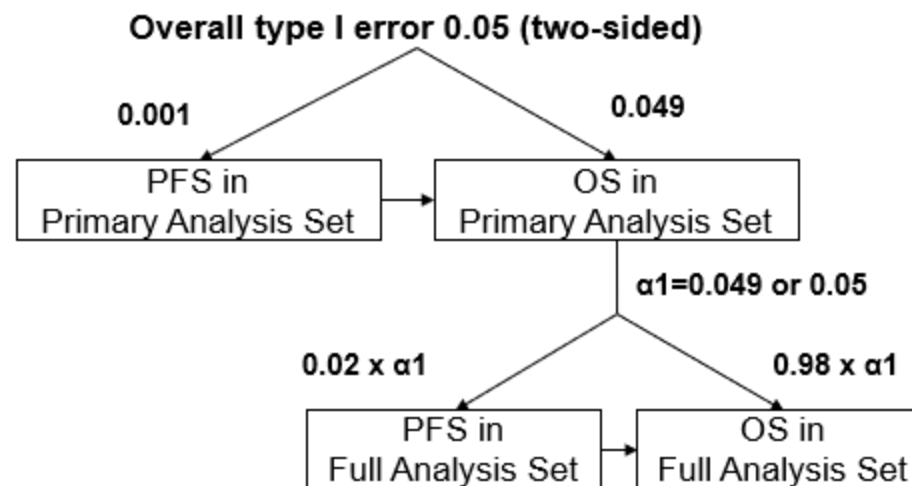 Overall type I error 0.05 (two-sided)
0.001
0.049
PFS in
Primary Analysis Set
OS in
Primary Analysis Set
α1=0.049 or 0.05
0.02 x α1
0.98 x α1
PFS in
Full Analysis Set
OS in
Full Analysis Set